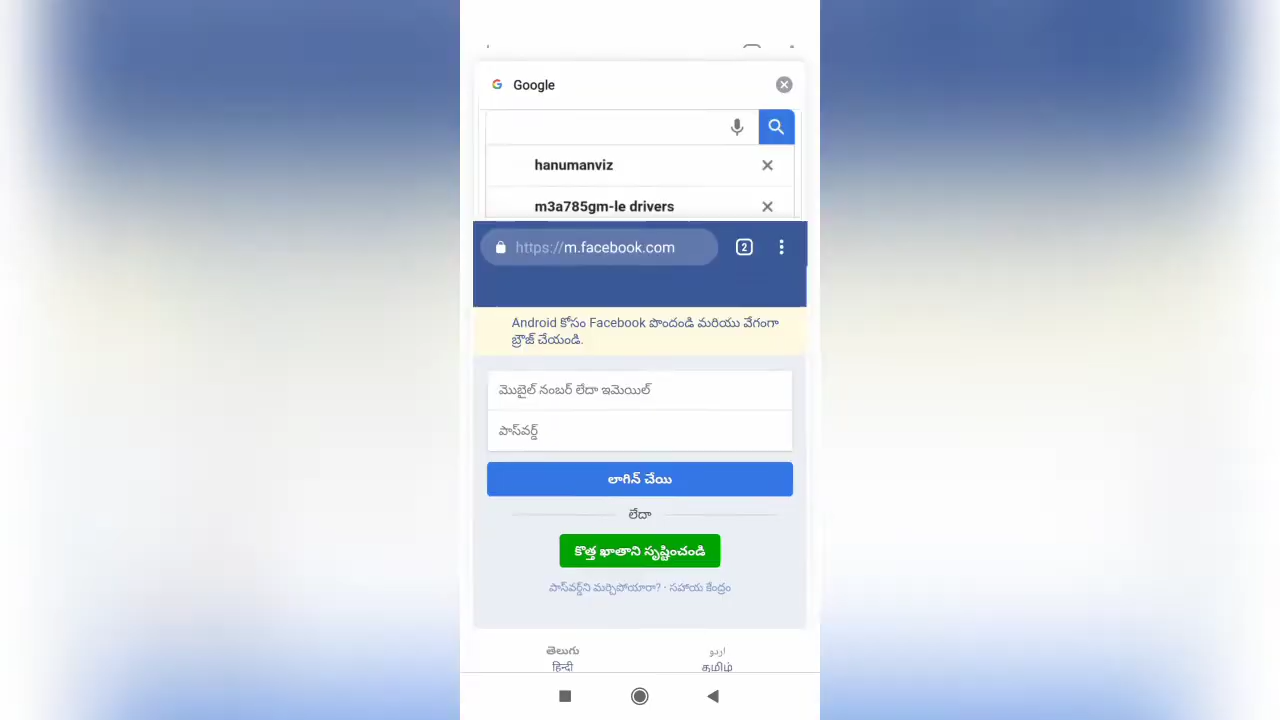 Google
hanumanviz
m3a785gm-le drivers
https://m.facebook.com
2
Android కోసం Facebook పొందండి మరియు వేగంగా
బ్రౌజ్ చేయండి.
మొబైల్ నంబర్ లేదా ఇమెయిల్
పాస్‌వర్డ్
లాగిన్ చేయి
లేదా
కొత్త ఖాతాని సృష్టించండి
పాస్‌వర్డ్‌ని మర్చిపోయారా? · సహాయ కేంద్రం
తెలుగు
اردو
हिन्दी
தமிழ்